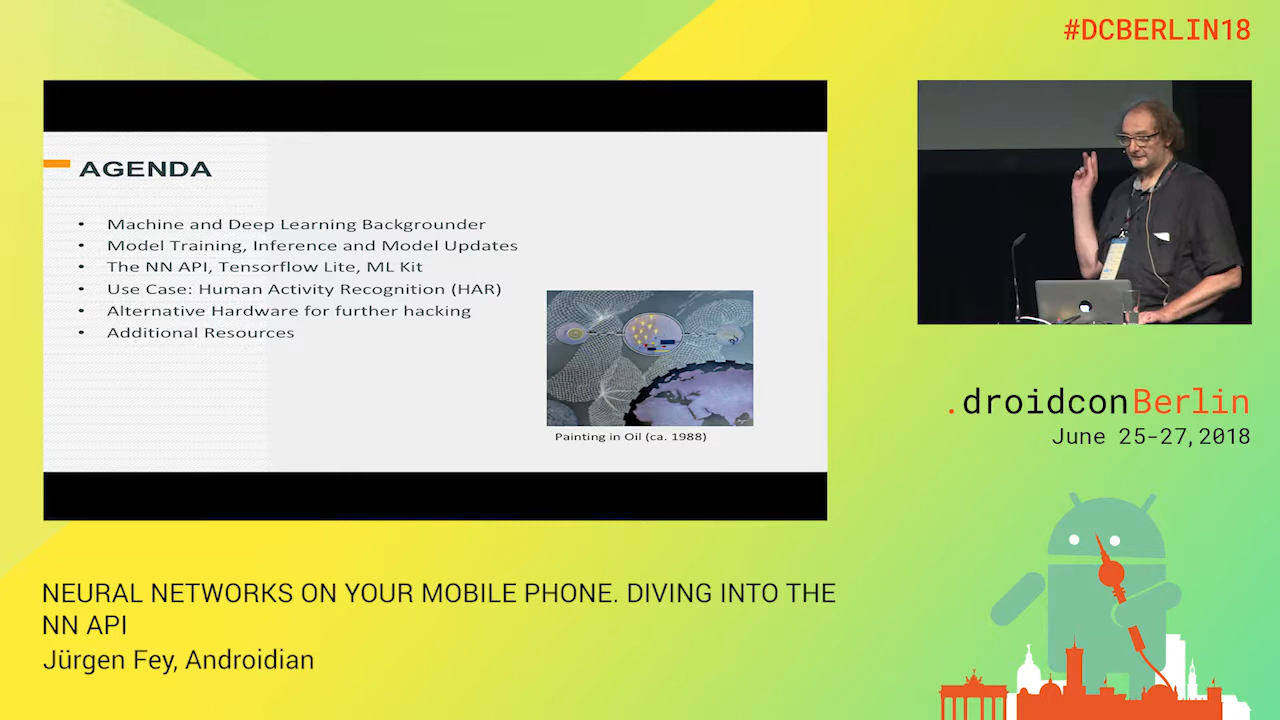 #DCBERLIN18
AGENDA
• Machine and Deep Learning Backgrounder
• Model Training, Inference and Model Updates
• The NN API, Tensorflow Lite, ML Kit
• Use Case: Human Activity Recognition (HAR)
• Alternative Hardware for further hacking
• Additional Resources
Painting in Oil (ca. 1988)
.droidconBerlin
June 25-27, 2018
NEURAL NETWORKS ON YOUR MOBILE PHONE. DIVING INTO THE
NN API
Jürgen Fey, Androidian